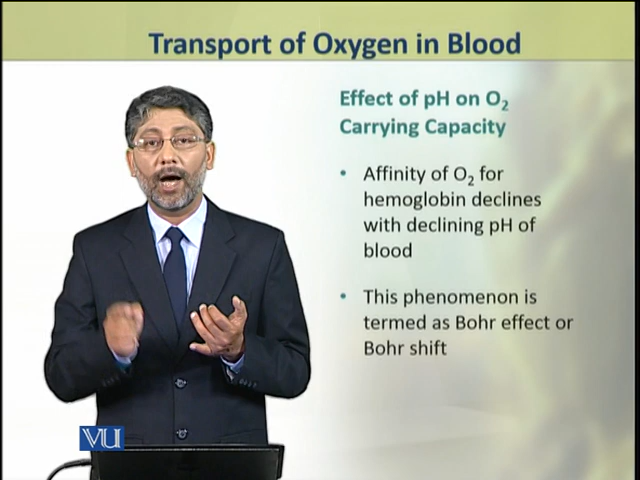 Transport of Oxygen in Blood
Effect of pH on O₂
Carrying Capacity
• Affinity of O₂ for
hemoglobin declines
with declining pH of
blood
• This phenomenon is
termed as Bohr effect or
Bohr shift
VU